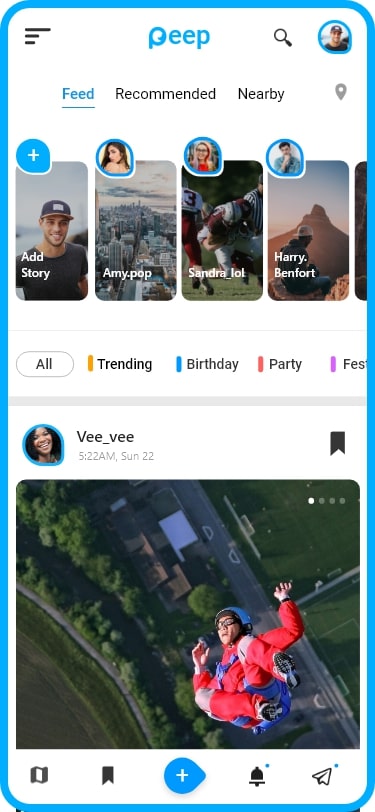 peep
Feed Recommended Nearby
+
Add
Story
Amy.pop
Sandra_lol
Harry.
Benfort
All Trending Birthday Party Fest
Vee_vee
5:22AM, Sun 22
+